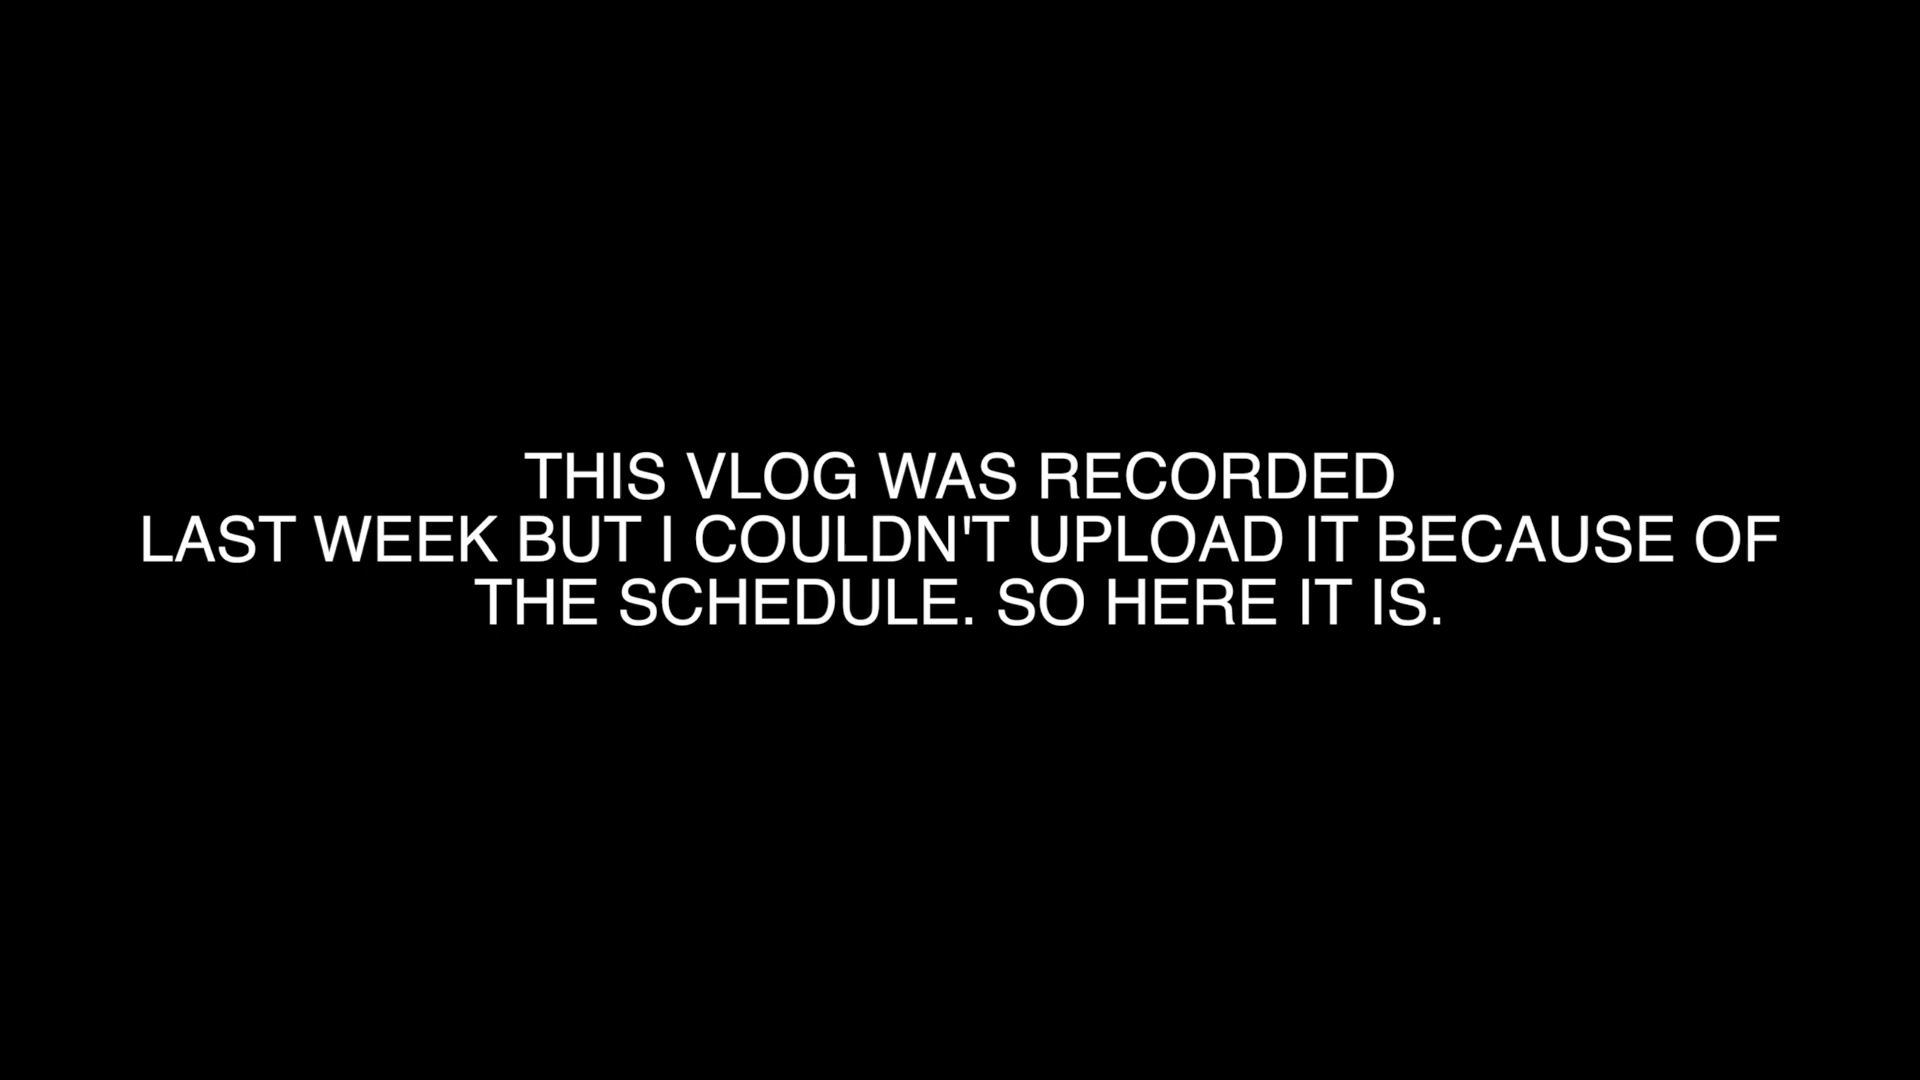 THIS VLOG WAS RECORDED
LAST WEEK BUT I COULDN'T UPLOAD IT BECAUSE OF
THE SCHEDULE. SO HERE IT IS.